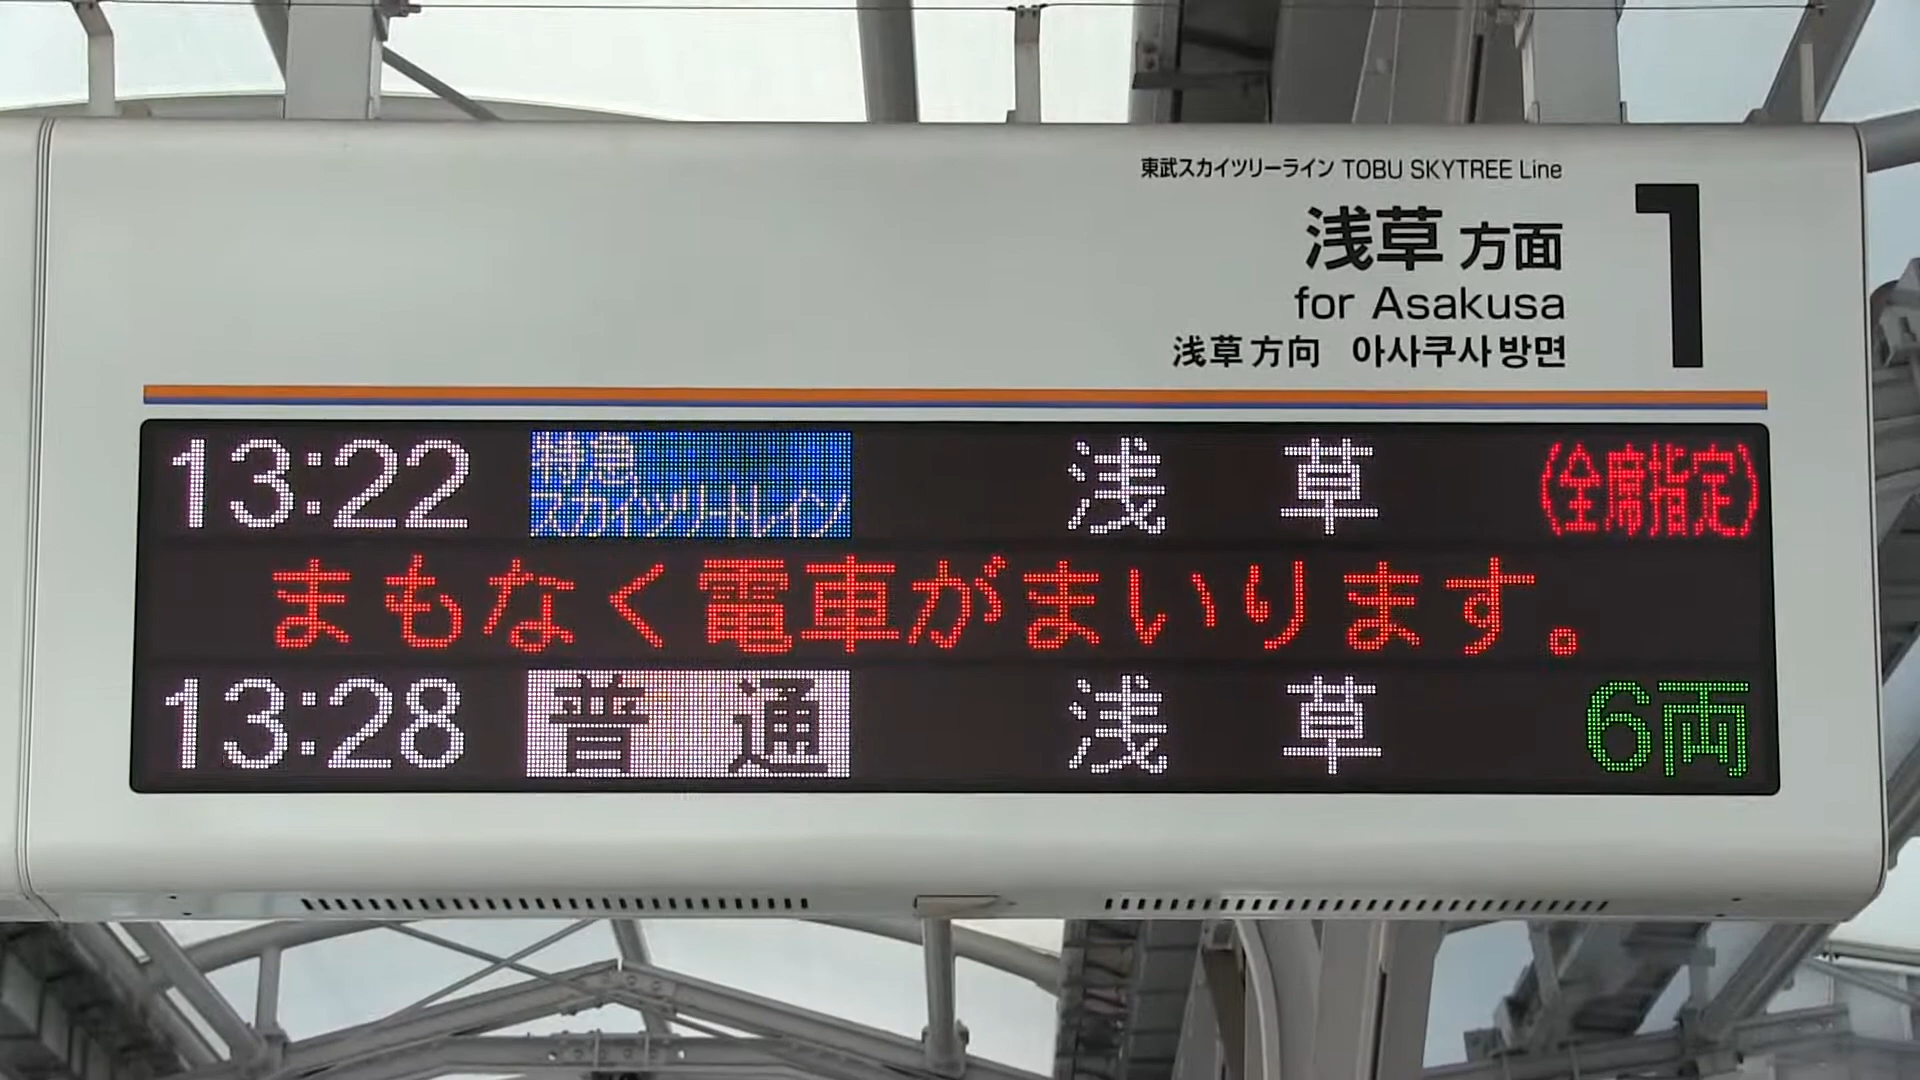 東武スカイツリーライン TOBU SKYTREE Line
浅草 方面 1
for Asakusa
浅草方向 아사쿠사 방면
13:22 特急 スカイツリートレイン 浅草 (全席指定)
まもなく電車がまいります。
13:28 普通 浅草 6両